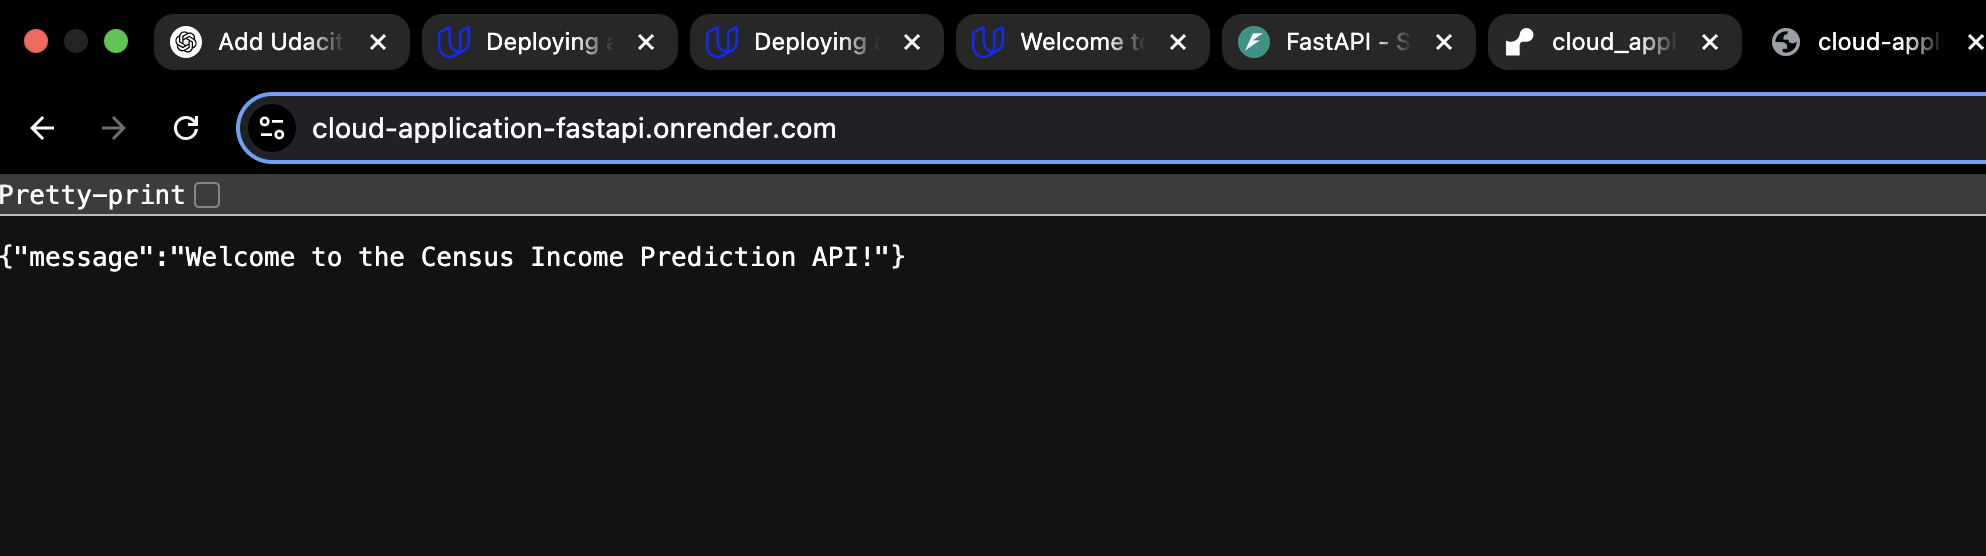 Add Udacit Deploying a Deploying a Welcome to FastAPI - S cloud_appl cloud-appl
cloud-application-fastapi.onrender.com
Pretty-print
{"message":"Welcome to the Census Income Prediction API!"}